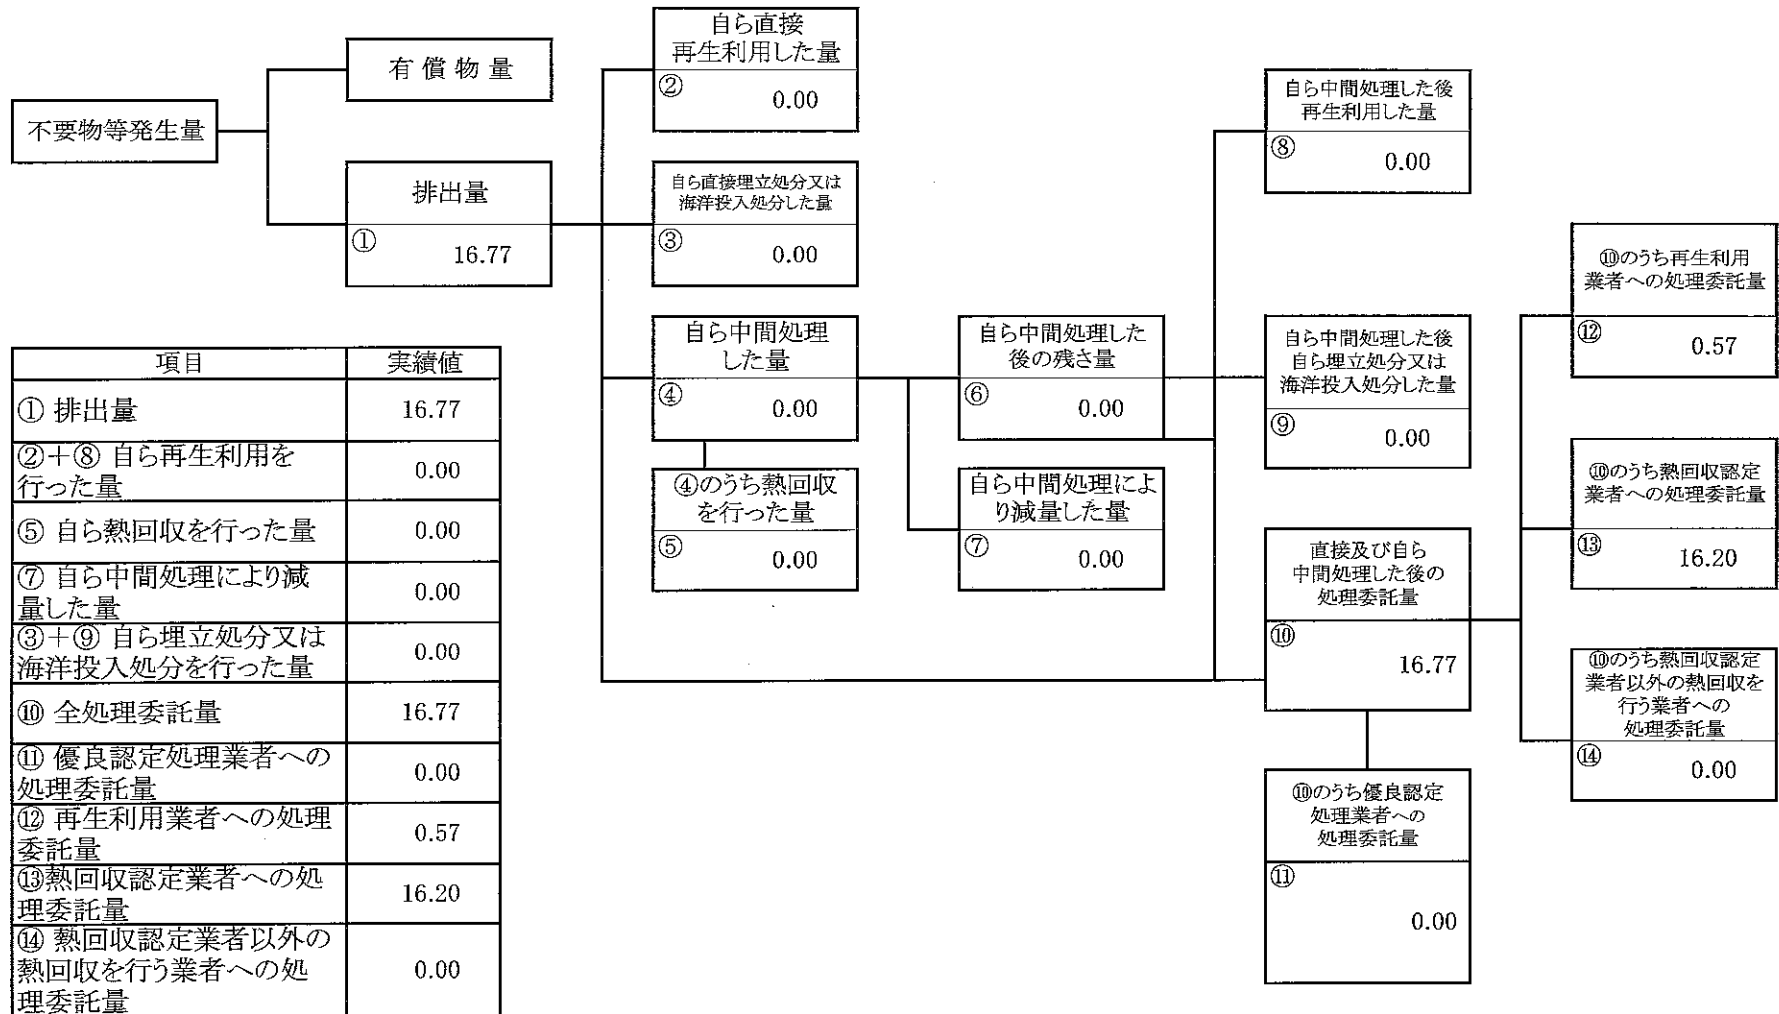 不要物等発生量
有償物量
排出量
①
16.77
自ら直接
再生利用した量
②
0.00
自ら直接埋立処分又は
海洋投入処分した量
③
0.00
自ら中間処理
した量
④
0.00
④のうち熱回収
を行った量
⑤
0.00
自ら中間処理した
後の残さ量
⑥
0.00
自ら中間処理によ
り減量した量
⑦
0.00
自ら中間処理した後
再生利用した量
⑧
0.00
自ら中間処理した後
自ら埋立処分又は
海洋投入処分した量
⑨
0.00
直接及び自ら
中間処理した後の
処理委託量
⑩
16.77
⑩のうち優良認定
処理業者への
処理委託量
⑪
0.00
⑩のうち再生利用
業者への処理委託量
⑫
0.57
⑩のうち熱回収認定
業者への処理委託量
⑬
16.20
⑩のうち熱回収認定
業者以外の熱回収を
行う業者への
処理委託量
⑭
0.00
項目 実績値
① 排出量 16.77
②+⑧ 自ら再生利用を
行った量 0.00
⑤ 自ら熱回収を行った量 0.00
⑦ 自ら中間処理により減
量した量 0.00
③+⑨ 自ら埋立処分又は
海洋投入処分を行った量 0.00
⑩ 全処理委託量 16.77
⑪ 優良認定処理業者への
処理委託量 0.00
⑫ 再生利用業者への処理
委託量 0.57
⑬熱回収認定業者への処
理委託量 16.20
⑭ 熱回収認定業者以外の
熱回収を行う業者への処
理委託量 0.00